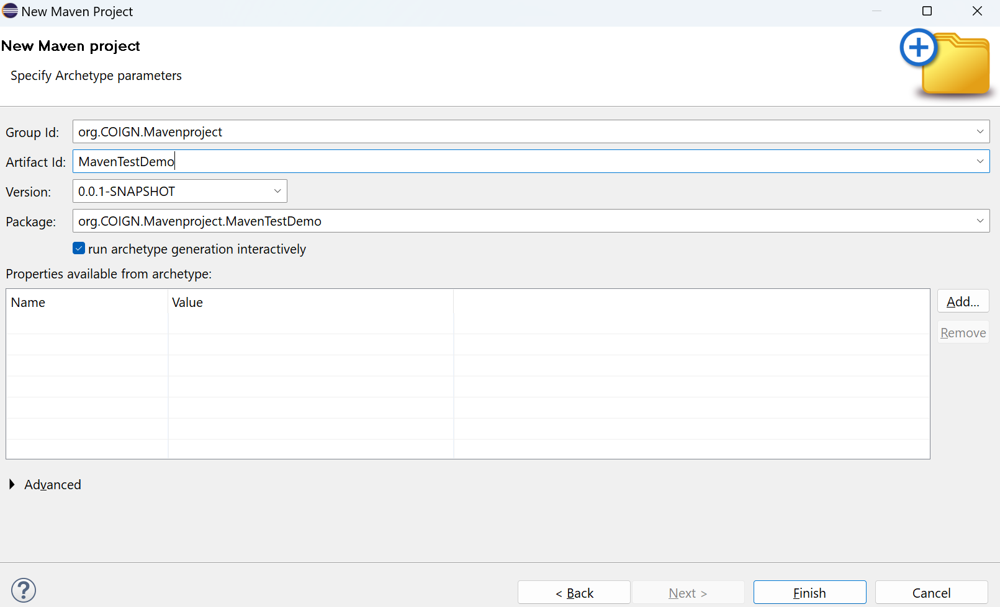 New Maven Project
New Maven project
Specify Archetype parameters
Group Id: org.COIGN.Mavenproject
Artifact Id: MavenTestDemo
Version: 0.0.1-SNAPSHOT
Package: org.COIGN.Mavenproject.MavenTestDemo
run archetype generation interactively
Properties available from archetype:
Name Value
Add...
Remove
Advanced
? < Back Next > Finish Cancel